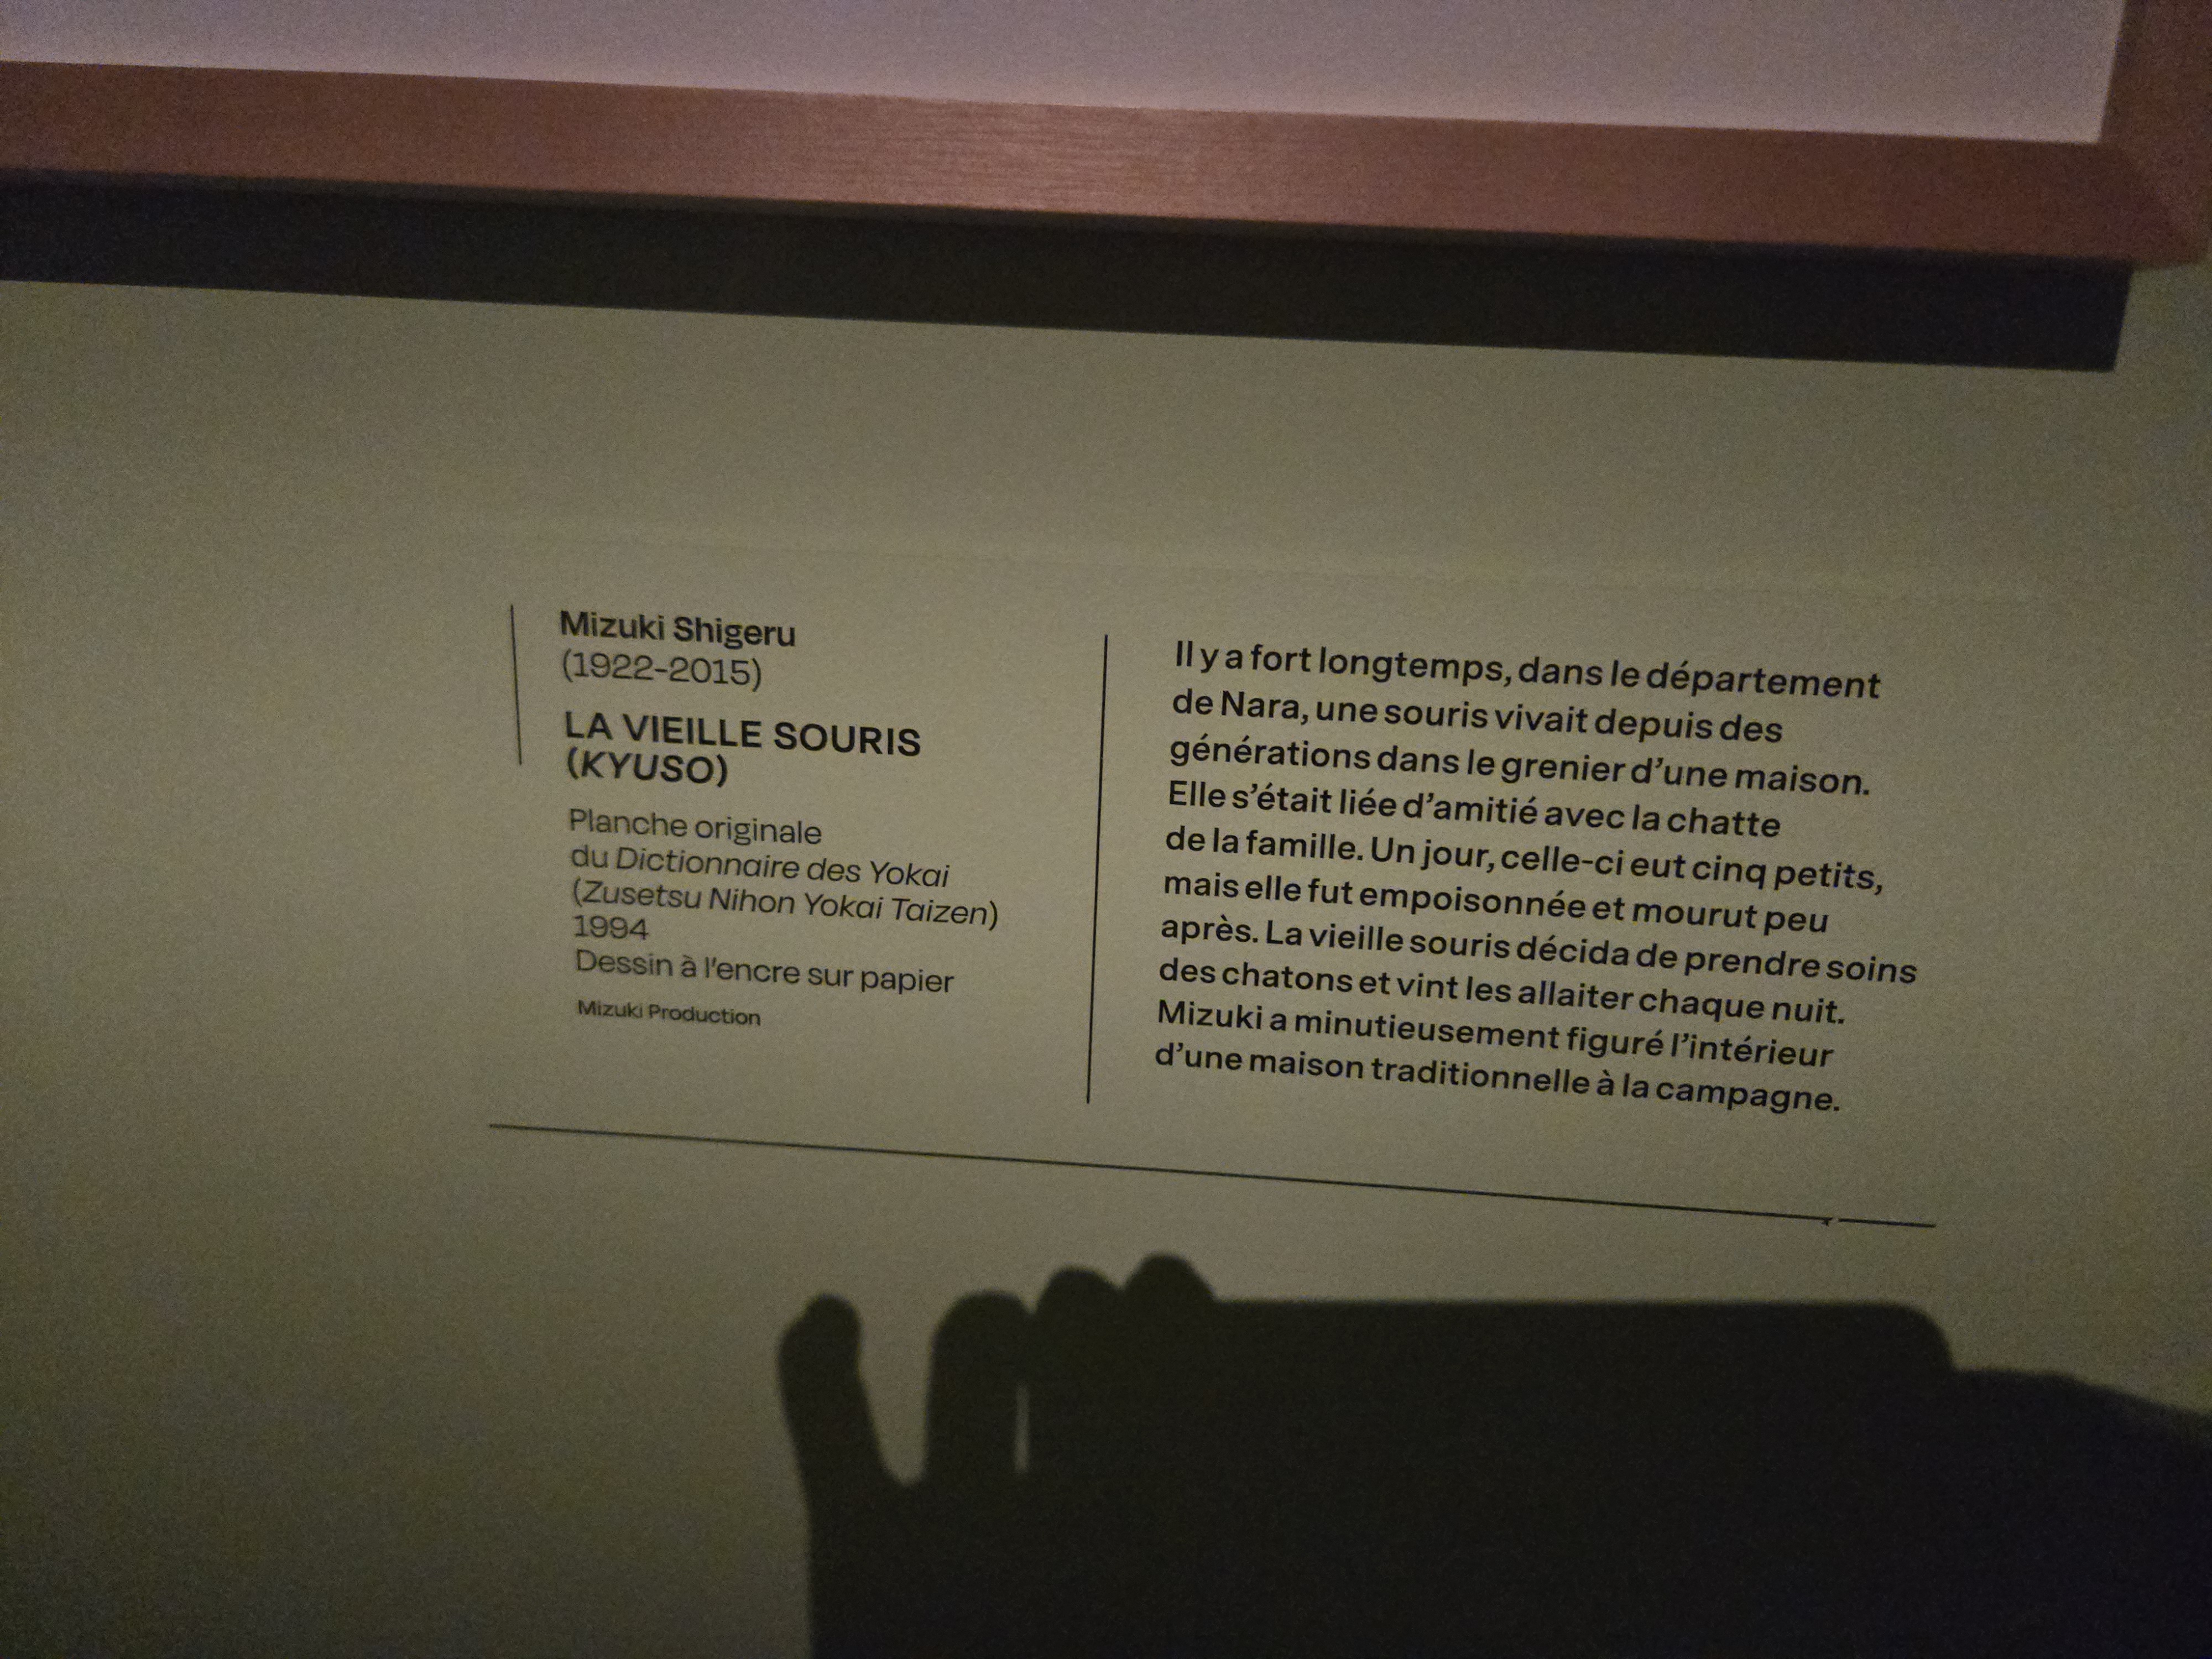 Mizuki Shigeru
(1922-2015)
LA VIEILLE SOURIS
(KYUSO)
Planche originale
du Dictionnaire des Yokai
(Zusetsu Nihon Yokai Taizen)
1994
Dessin à l'encre sur papier
Mizuki Production
Il y a fort longtemps, dans le département
de Nara, une souris vivait depuis des
générations dans le grenier d'une maison.
Elle s'était liée d'amitié avec la chatte
de la famille. Un jour, celle-ci eut cinq petits,
mais elle fut empoisonnée et mourut peu
après. La vieille souris décida de prendre soins
des chatons et vint les allaiter chaque nuit.
Mizuki a minutieusement figuré l'intérieur
d'une maison traditionnelle à la campagne.